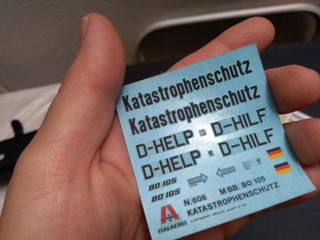 Katastrophenschutz
Katastrophenschutz
D-HELP - D-HILF
D-HELP - D-HILF
BO 105
BO 105
N.606
MBB. BO 105
KATASTROPHENSCHUTZ
ITALERI